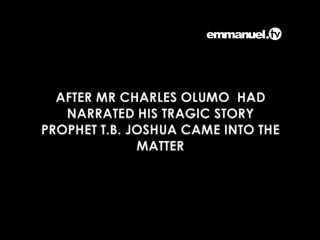 emmanuel.tv
AFTER MR CHARLES OLUMO HAD
NARRATED HIS TRAGIC STORY
PROPHET T.B. JOSHUA CAME INTO THE
MATTER